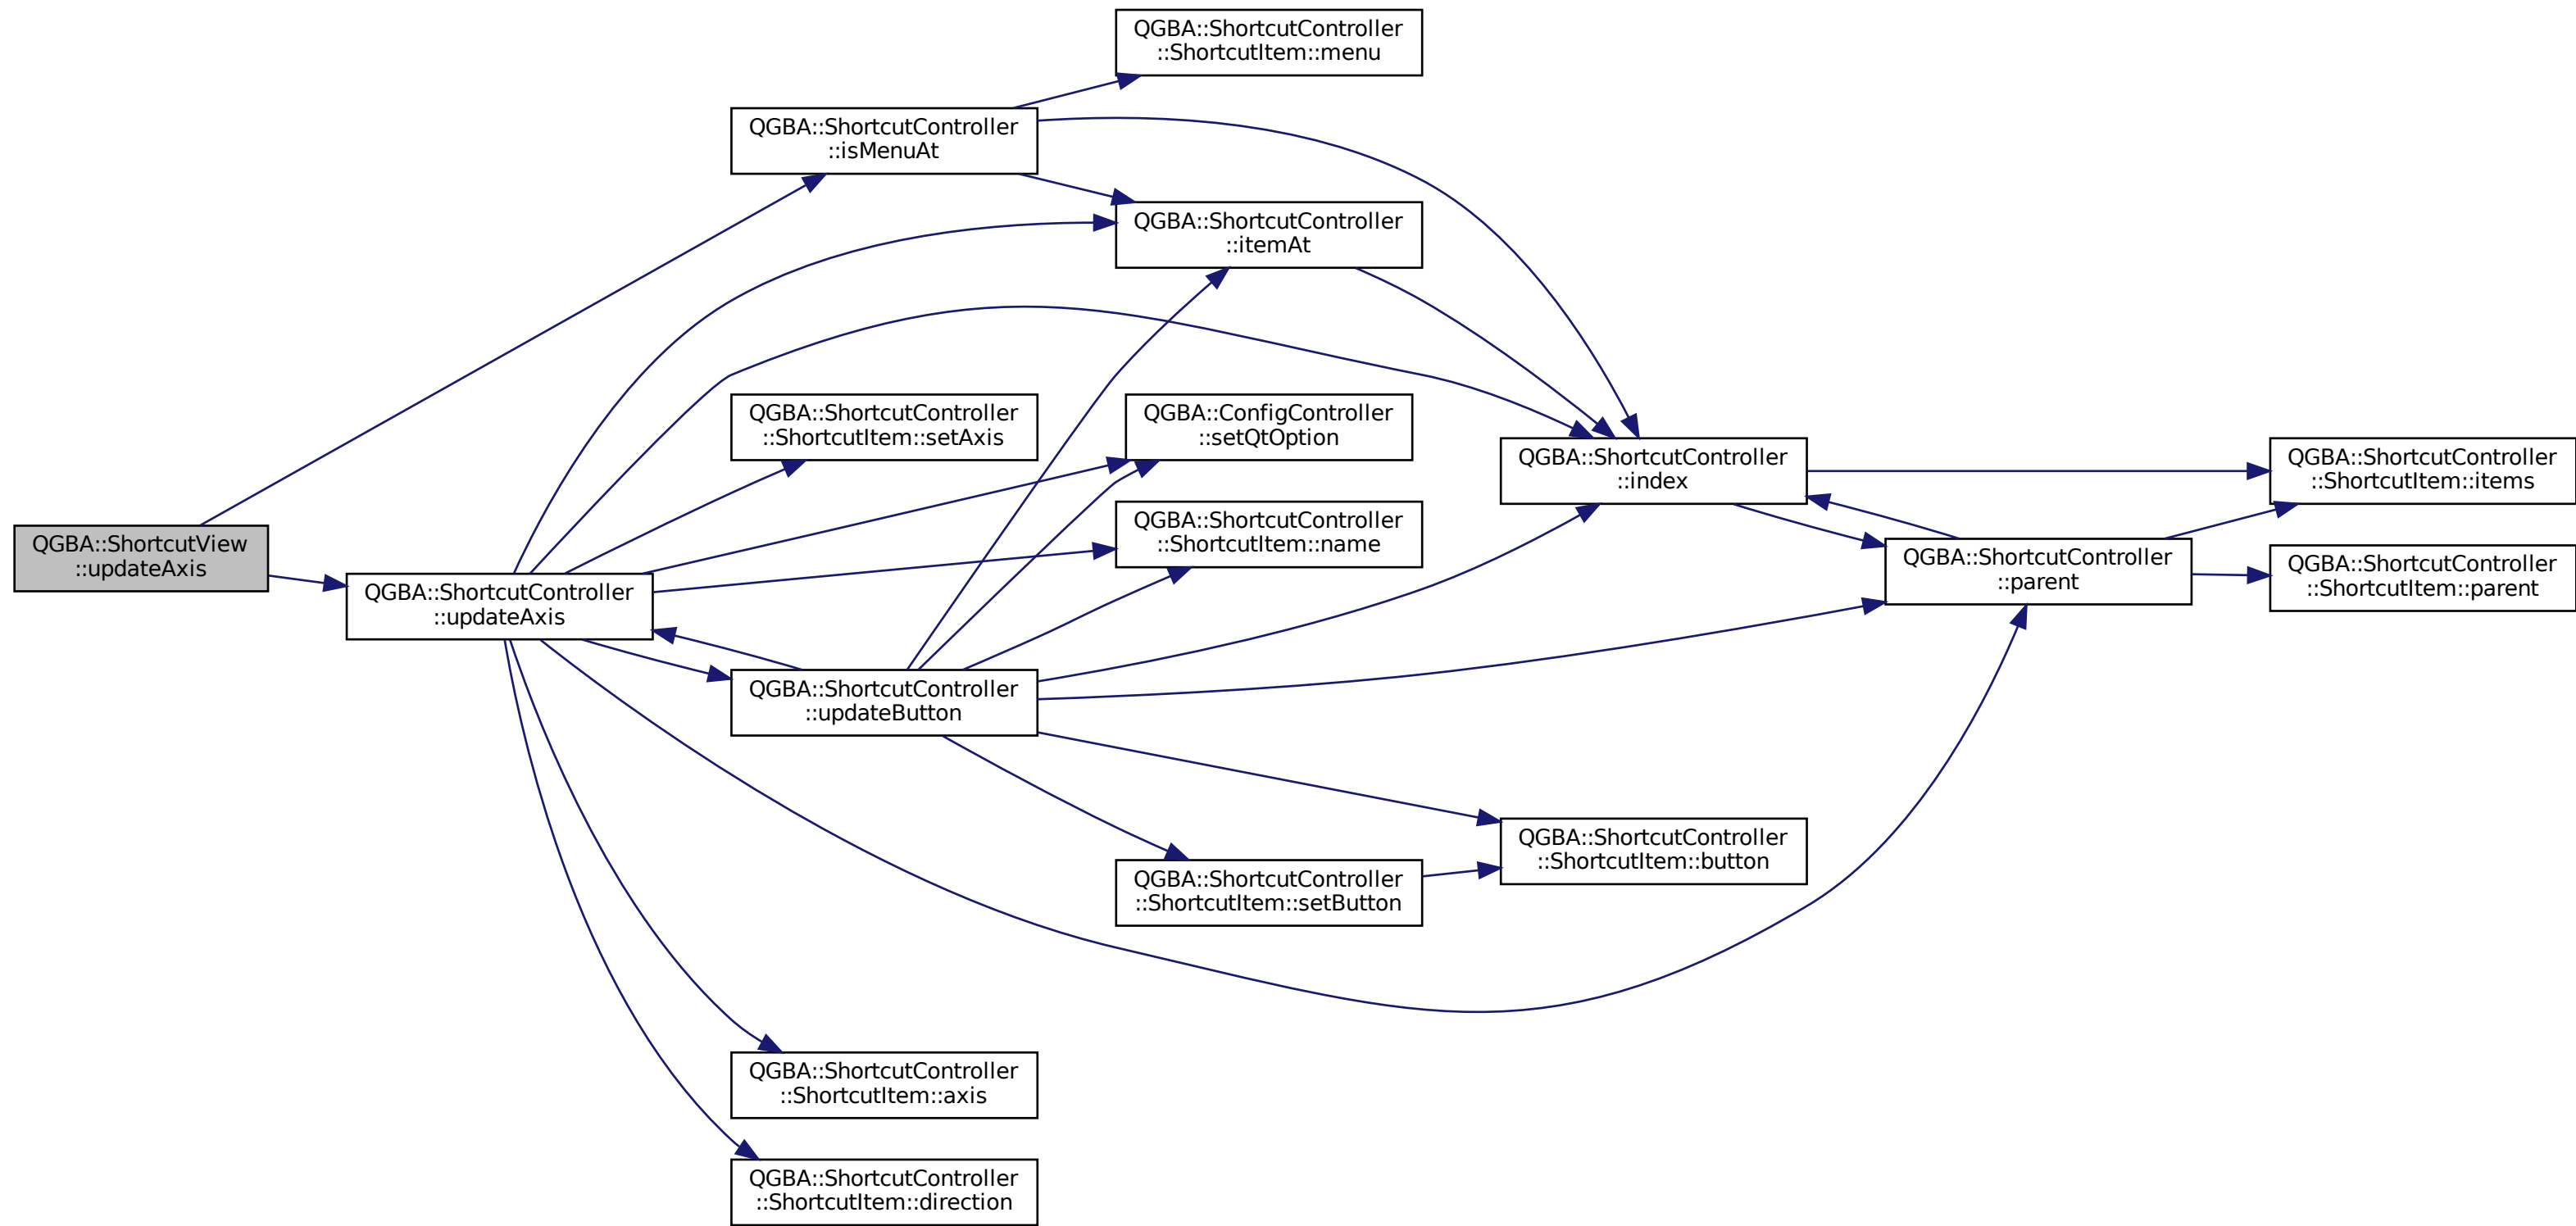 QGBA::ShortcutController
::ShortcutItem::menu
QGBA::ShortcutController
::isMenuAt
QGBA::ShortcutController
::itemAt
QGBA::ShortcutController
::ShortcutItem::setAxis
QGBA::ConfigController
::setQtOption
QGBA::ShortcutController
::index
QGBA::ShortcutController
::ShortcutItem::items
QGBA::ShortcutView
::updateAxis
QGBA::ShortcutController
::ShortcutItem::name
QGBA::ShortcutController
::parent
QGBA::ShortcutController
::ShortcutItem::parent
QGBA::ShortcutController
::updateAxis
QGBA::ShortcutController
::updateButton
QGBA::ShortcutController
::ShortcutItem::button
QGBA::ShortcutController
::ShortcutItem::setButton
QGBA::ShortcutController
::ShortcutItem::axis
QGBA::ShortcutController
::ShortcutItem::direction